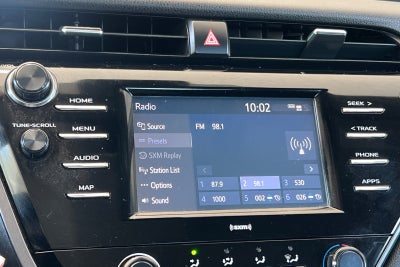 Radio 10:02
HOME
SEEK >
Source FM 98.1
TUNE•SCROLL
MENU
Presets
< TRACK
SXM Replay
AUDIO
Station List
PHONE
Options 1 87.9 2 98.1 3 530
MAP
APPS
Sound 4 1000 5 002 6 026
((sxm))